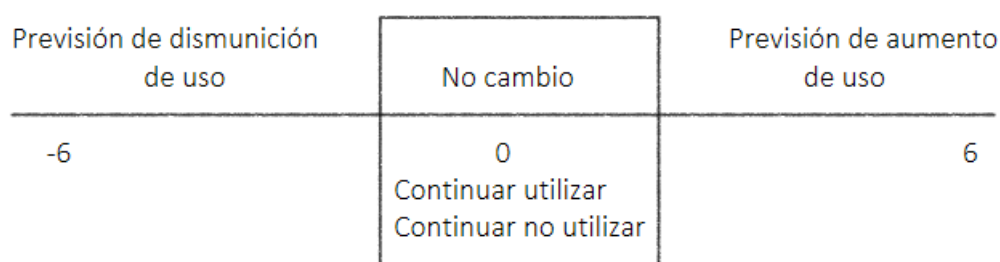 Previsión de dismunición
de uso
No cambio
Previsión de aumento
de uso
-6
0
6
Continuar utilizar
Continuar no utilizar